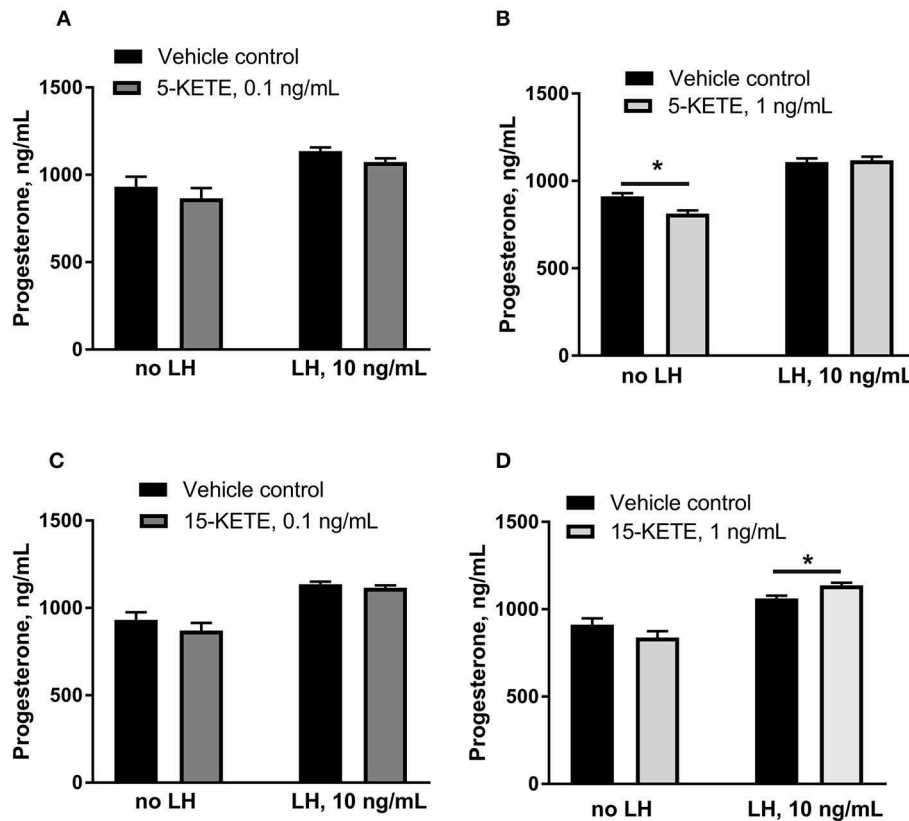 A
Vehicle control
5-KETE, 0.1 ng/mL
Progesterone, ng/mL
1500
1000
500
0
no LH
LH, 10 ng/mL
B
Vehicle control
5-KETE, 1 ng/mL
Progesterone, ng/mL
1500
1000
500
0
*
no LH
LH, 10 ng/mL
C
Vehicle control
15-KETE, 0.1 ng/mL
Progesterone, ng/mL
1500
1000
500
0
no LH
LH, 10 ng/mL
D
Vehicle control
15-KETE, 1 ng/mL
Progesterone, ng/mL
1500
1000
500
0
*
no LH
LH, 10 ng/mL